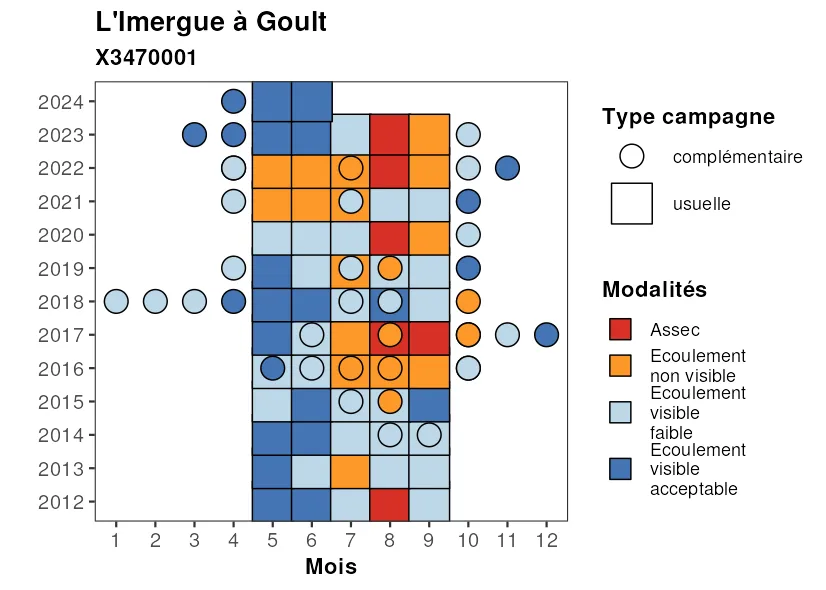 L'Imergue à Goult
X3470001
2024
2023
2022
2021
2020
2019
2018
2017
2016
2015
2014
2013
2012
1 2 3 4 5 6 7 8 9 10 11 12
Mois
Type campagne
complémentaire
usuelle
Modalités
Assec
Ecoulement
non visible
Ecoulement
visible
faible
Ecoulement
visible
acceptable